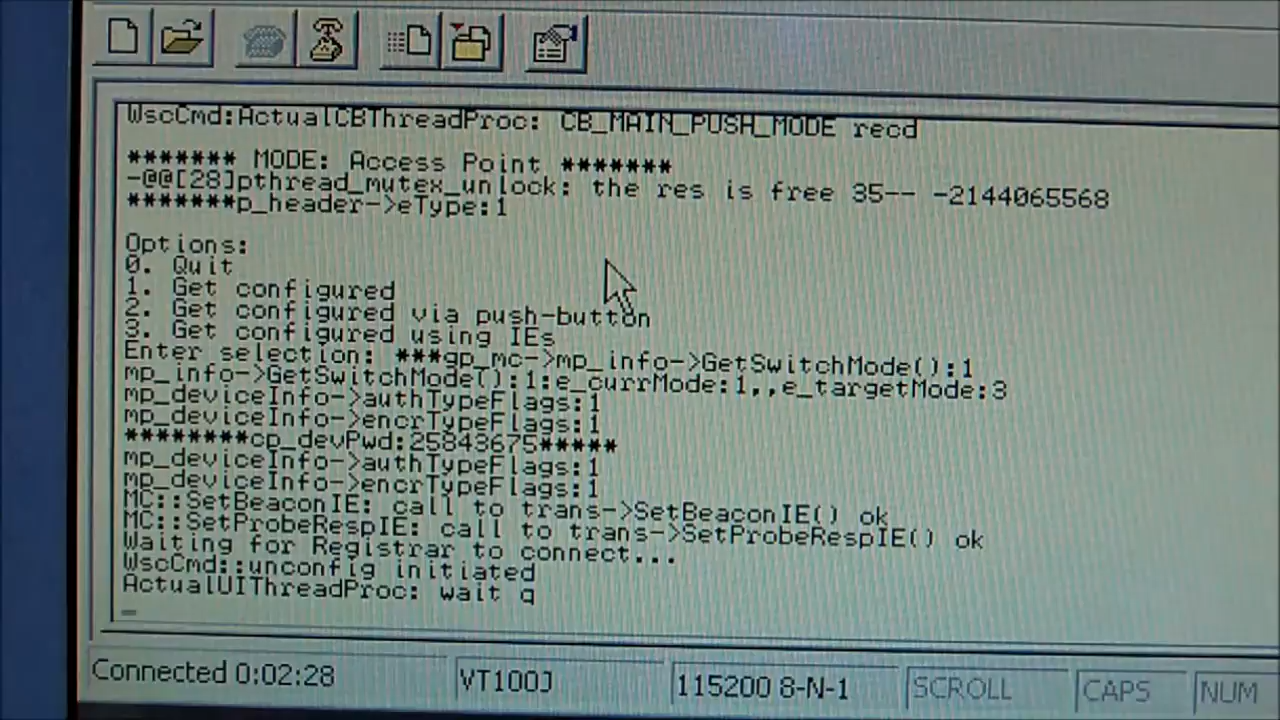 WscCmd:ActualCBThreadProc: CB_MAIN_PUSH_MODE recd
******* MODE: Access Point *******
-@@[28]pthread_mutex_unlock: the res is free 35-- -2144065568
*******p_header->eType:1
Options:
0. Quit
1. Get configured
2. Get configured via push-button
3. Get configured using IEs
Enter selection: ***gp_mc->mp_info->GetSwitchMode():1
mp_info->GetSwitchMode():1:e_currMode:1,,e_targetMode:3
mp_deviceInfo->authTypeFlags:1
mp_deviceInfo->encrTypeFlags:1
********cp_devPwd:25843675*****
mp_deviceInfo->authTypeFlags:1
mp_deviceInfo->encrTypeFlags:1
MC::SetBeaconIE: call to trans->SetBeaconIE() ok
MC::SetProbeRespIE: call to trans->SetProbeRespIE() ok
Waiting for Registrar to connect...
WscCmd::unconfig initiated
ActualUIThreadProc: wait q
Connected 0:02:28 VT100J 115200 8-N-1 SCROLL CAPS NUM